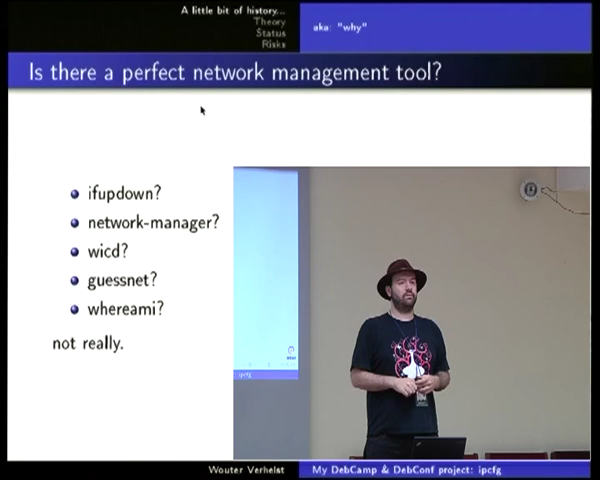 A little bit of history...
Theory
Status
Risks
aka: "why"
Is there a perfect network management tool?
ifupdown?
network-manager?
wicd?
guessnet?
whereami?
not really.
ipcfg
Wouter Verhelst
My DebCamp & DebConf project: ipcfg